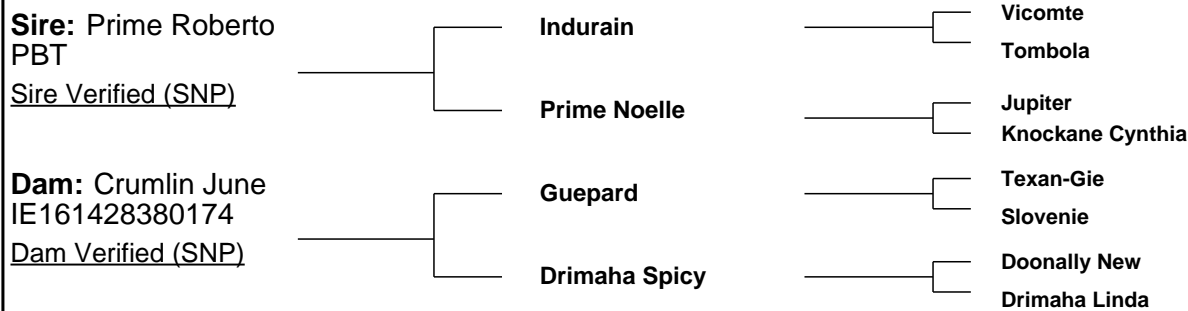 Sire: Prime Roberto
PBT
Sire Verified (SNP)
Indurain
Prime Noelle
Vicomte
Tombola
Jupiter
Knockane Cynthia
Dam: Crumlin June
IE161428380174
Dam Verified (SNP)
Guepard
Drimaha Spicy
Texan-Gie
Slovenie
Doonally New
Drimaha Linda